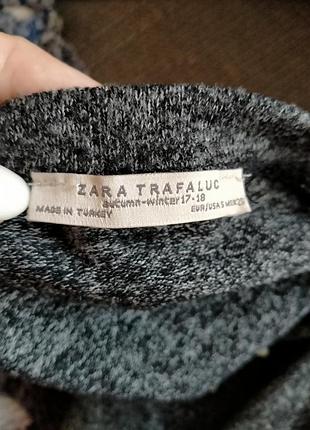 ZARA TRAFALUC
autumn-winter 17-18
MADE IN TURKEY
EUR/USA S